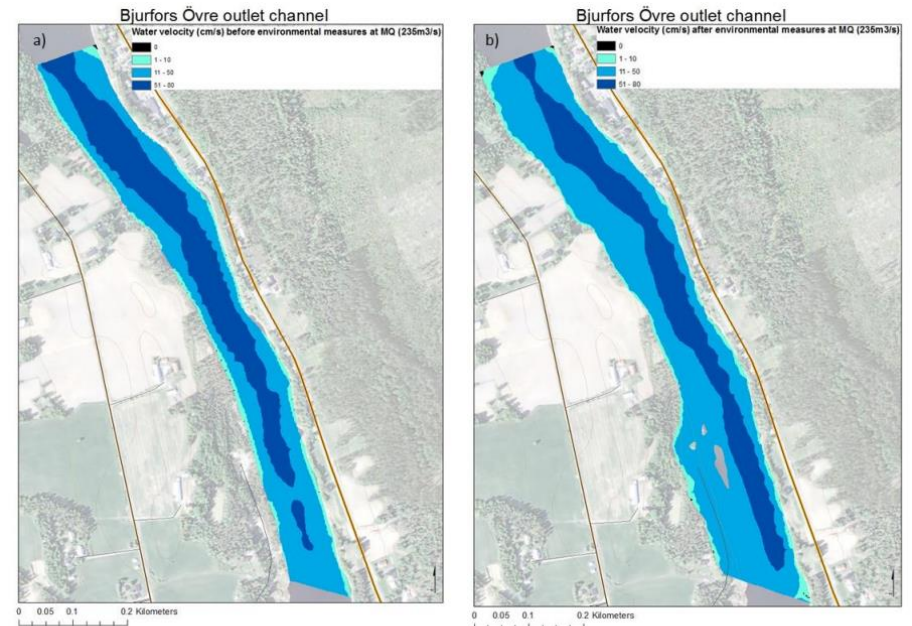 Bjurfors Övre outlet channel
a)
Water velocity (cm/s) before environmental measures at MQ (235m3/s)
0
1 - 10
11 - 50
51 - 80
0 0.05 0.1 0.2 Kilometers
Bjurfors Övre outlet channel
b)
Water velocity (cm/s) after environmental measures at MQ (235m3/s)
0
1 - 10
11 - 50
51 - 80
0 0.05 0.1 0.2 Kilometers